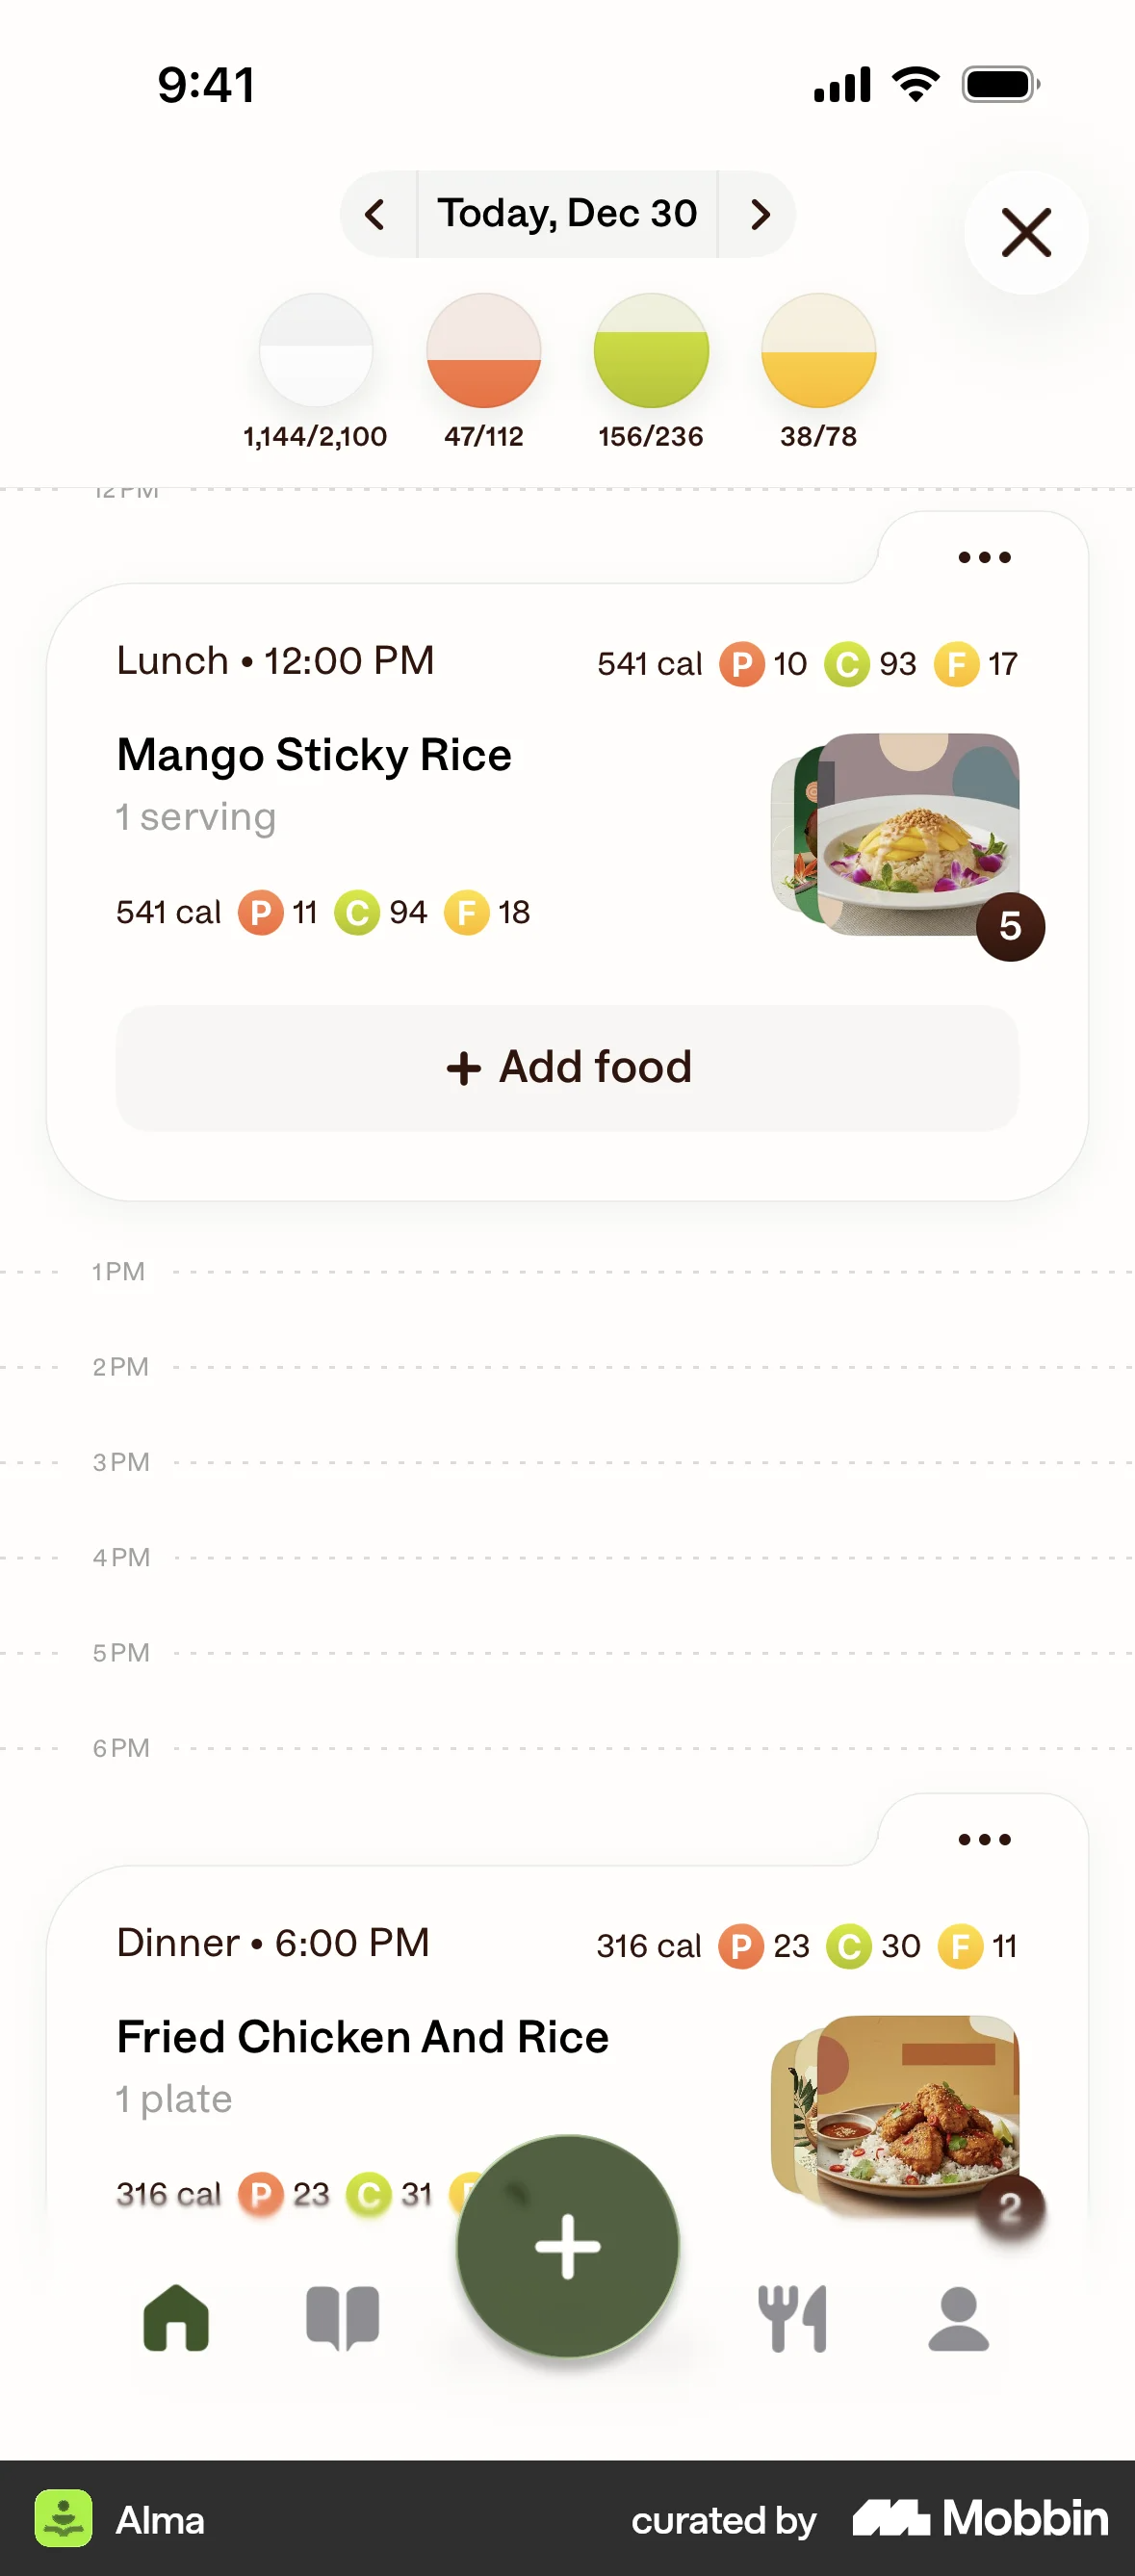 9:41
Today, Dec 30
1,144/2,100 47/112 156/236 38/78
12 PM
Lunch • 12:00 PM 541 cal P 10 C 93 F 17
Mango Sticky Rice
1 serving
541 cal P 11 C 94 F 18
5
+ Add food
1 PM
2 PM
3 PM
4 PM
5 PM
6 PM
Dinner • 6:00 PM 316 cal P 23 C 30 F 11
Fried Chicken And Rice
1 plate
316 cal P 23 C 31 F
2
Alma curated by Mobbin